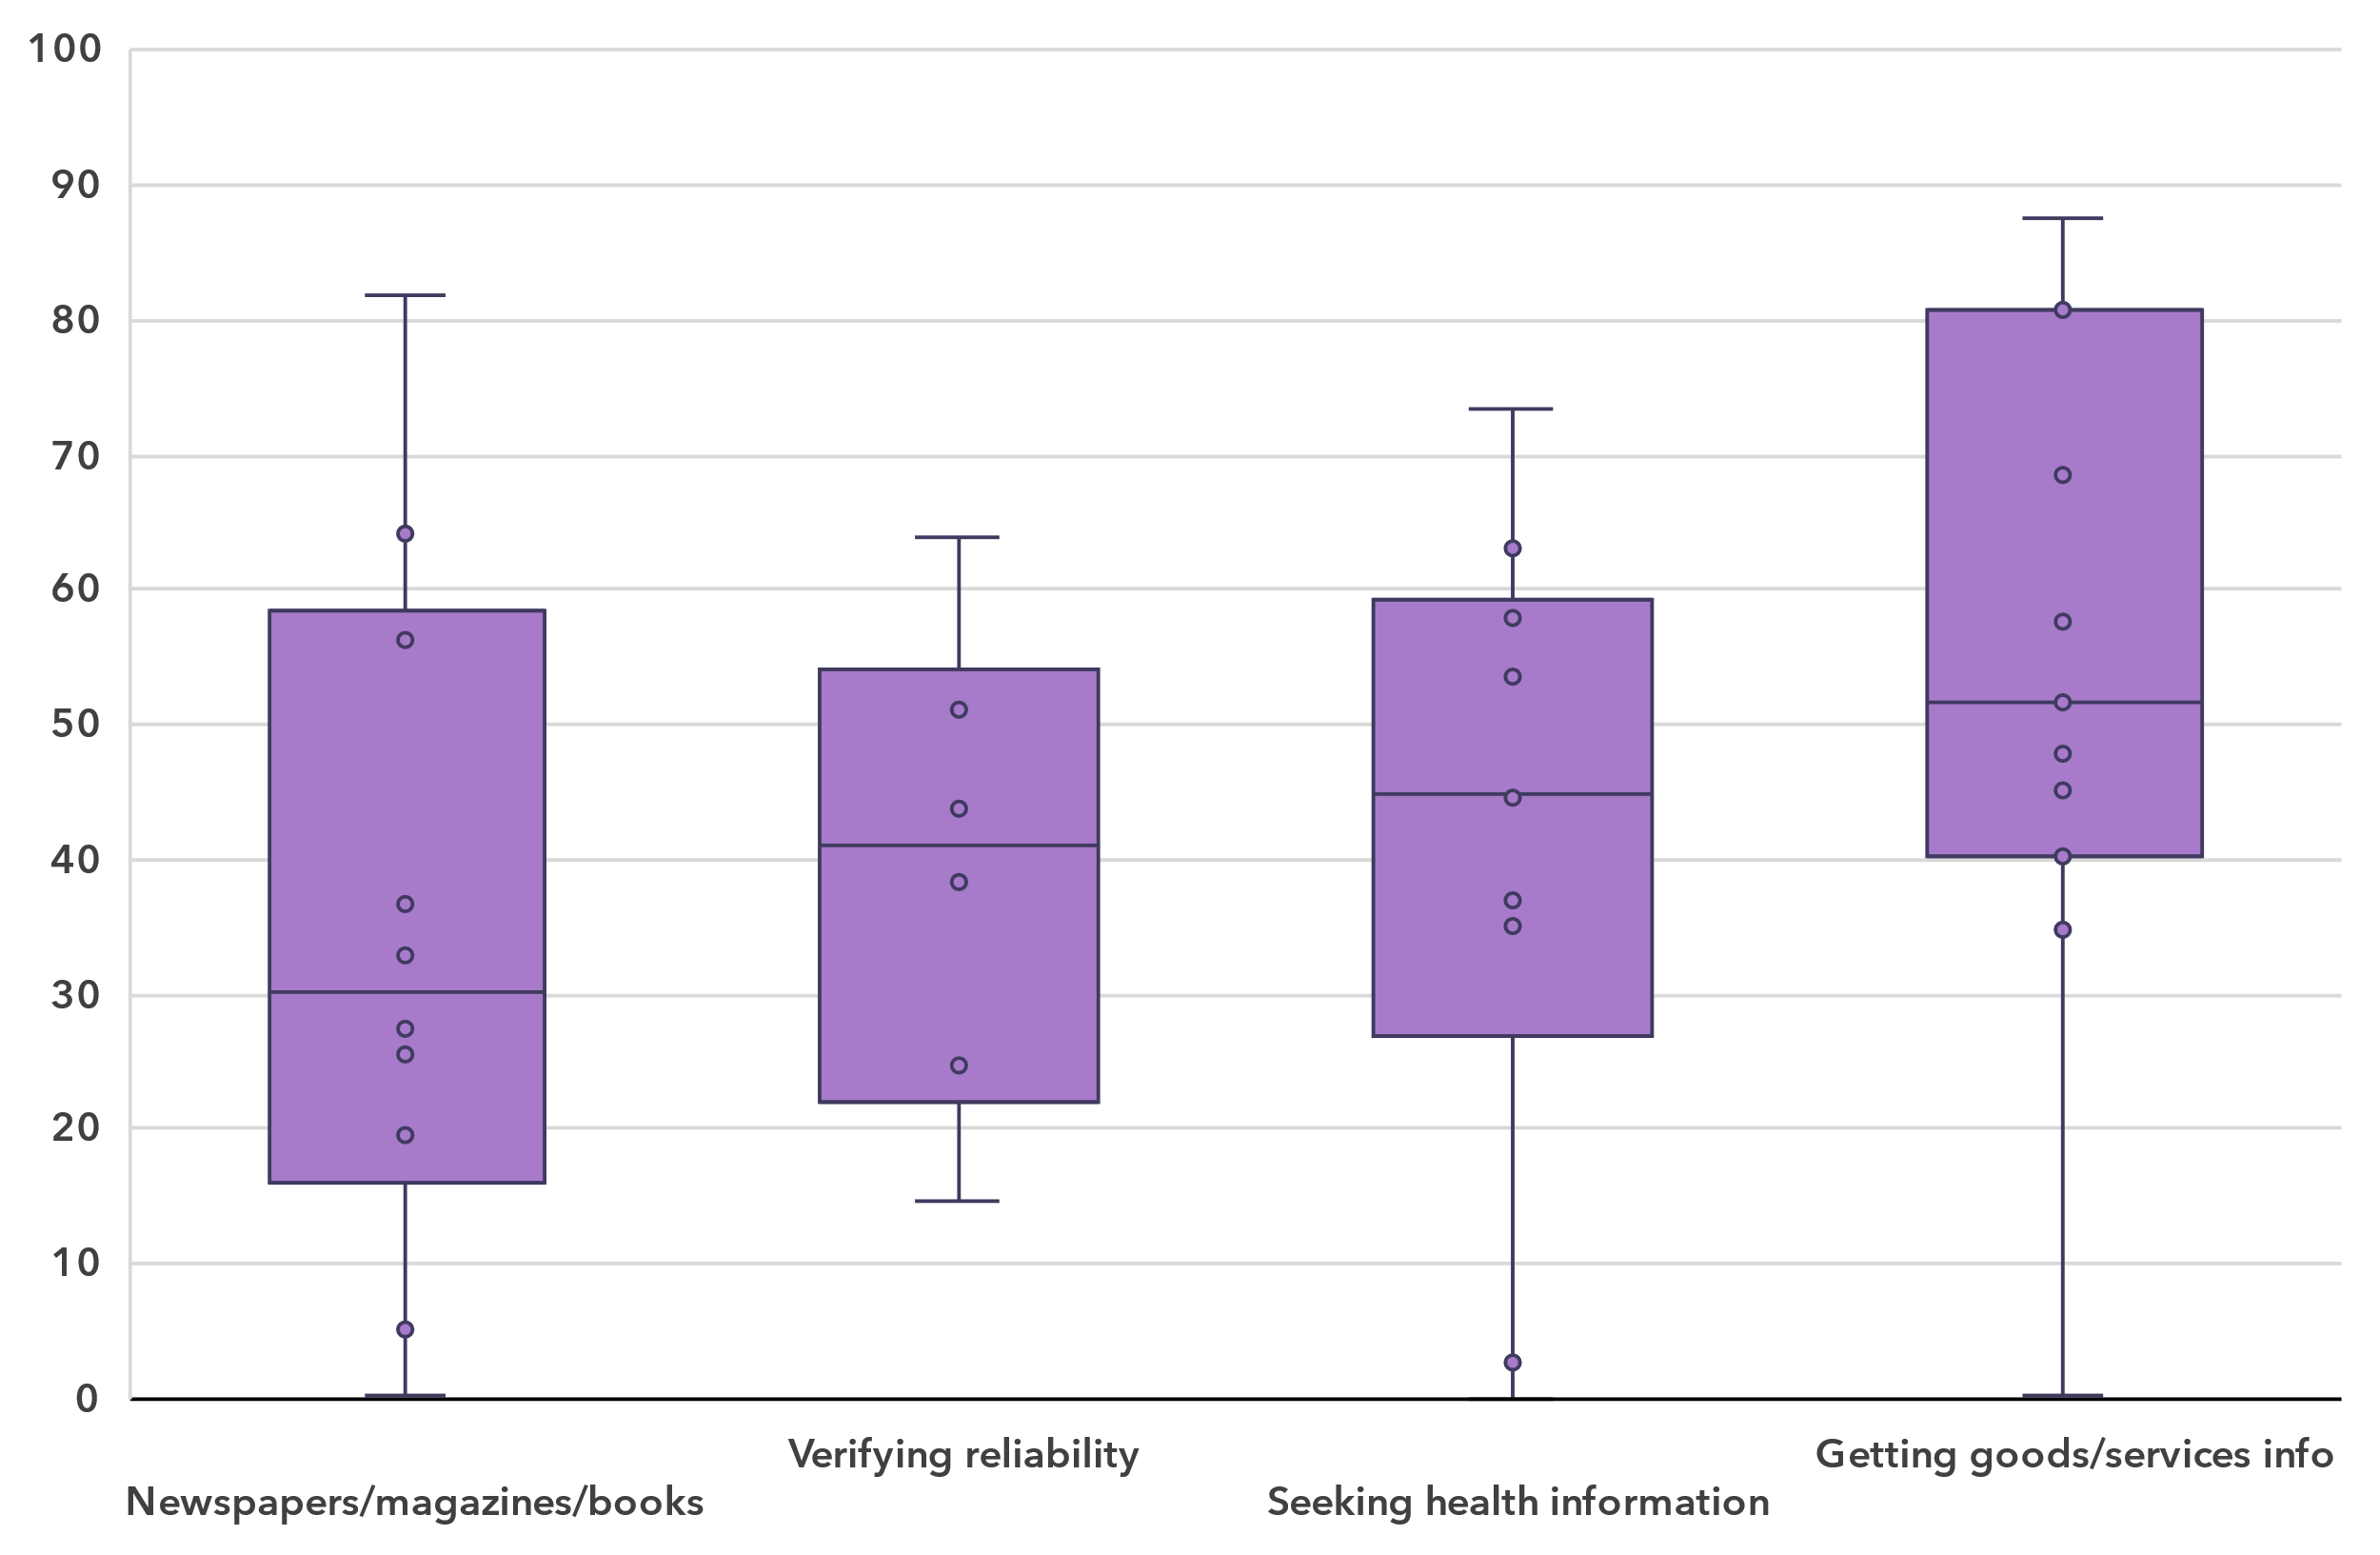 100
90
80
70
60
50
40
30
20
10
0
Verifying reliability
Getting goods/services info
Newspapers/magazines/books
Seeking health information